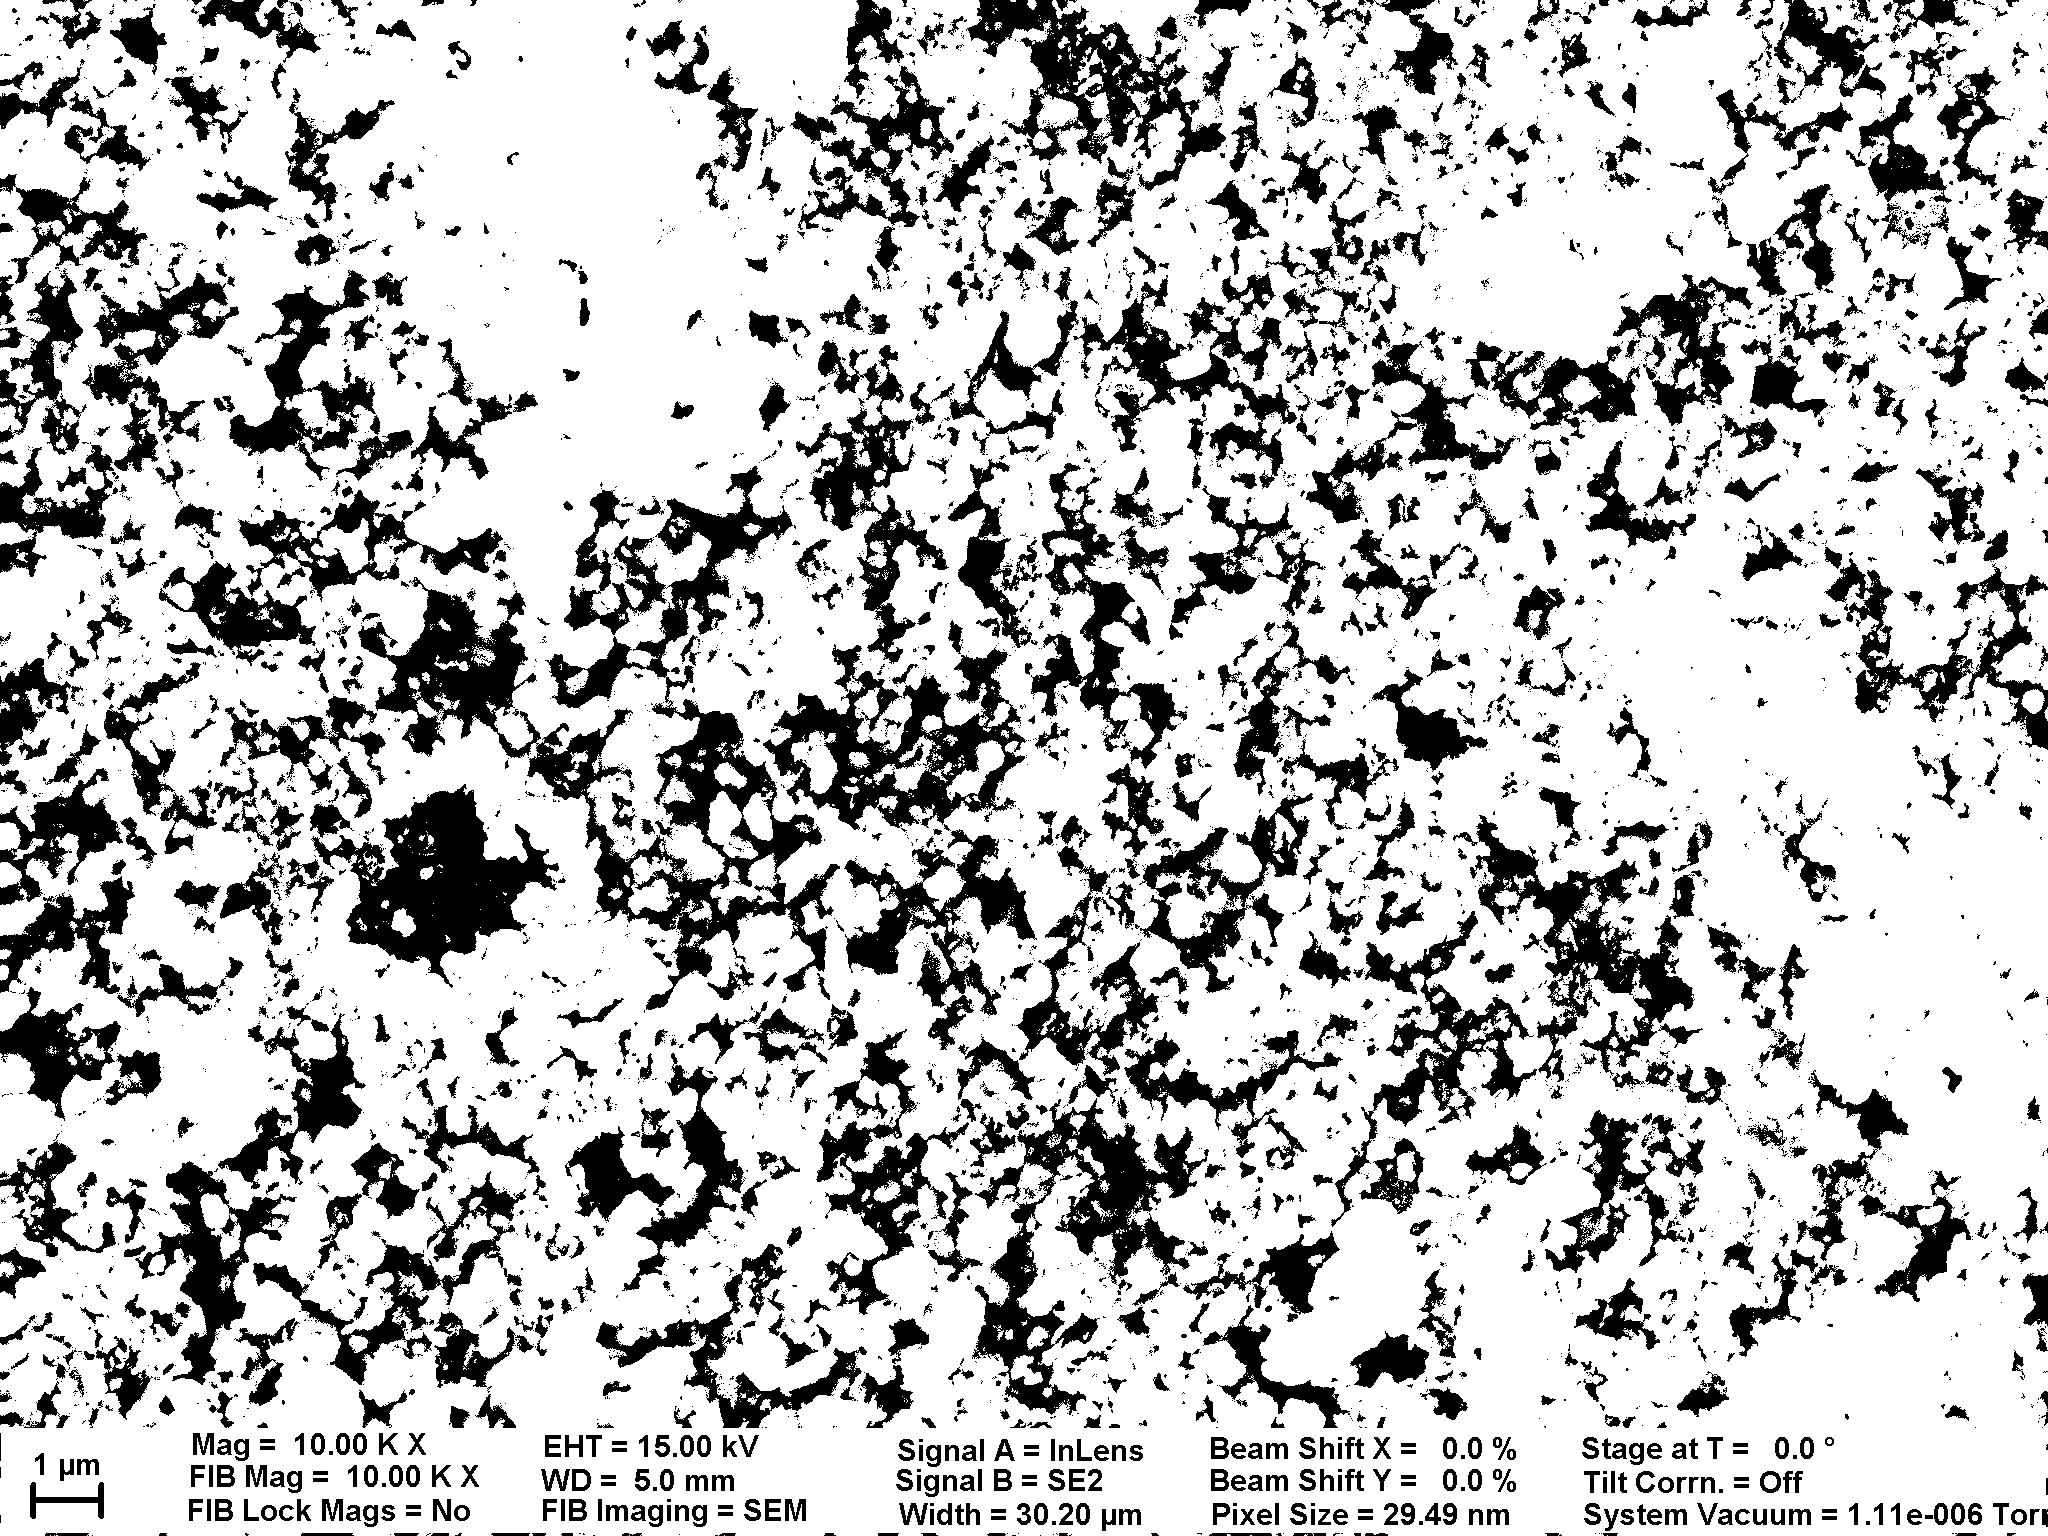 1 µm
Mag = 10.00 K X
FIB Mag = 10.00 K X
FIB Lock Mags = No
EHT = 15.00 kV
WD = 5.0 mm
FIB Imaging = SEM
Signal A = InLens
Signal B = SE2
Width = 30.20 µm
Beam Shift X = 0.0 %
Beam Shift Y = 0.0 %
Pixel Size = 29.49 nm
Stage at T = 0.0 °
Tilt Corrn. = Off
System Vacuum = 1.11e-006 Torr